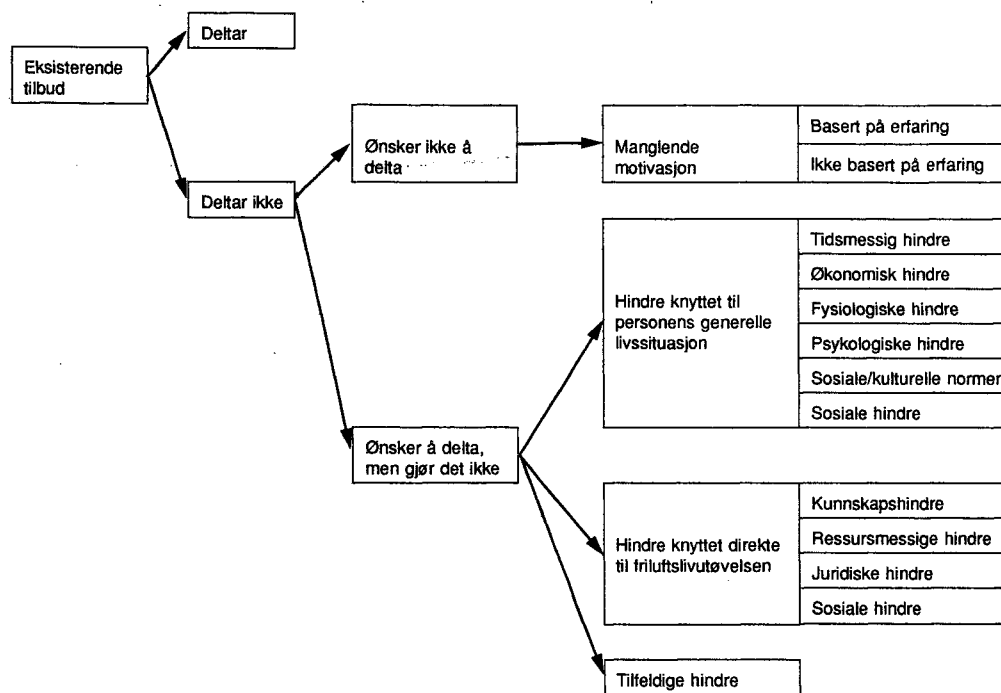 Deltar
Eksisterende
tilbud
Deltar ikke
Ønsker ikke å
delta
Manglende
motivasjon
Basert på erfaring
Ikke basert på erfaring
Ønsker å delta,
men gjør det ikke
Hindre knyttet til
personens generelle
livssituasjon
Tidsmessig hindre
Økonomisk hindre
Fysiologiske hindre
Psykologiske hindre
Sosiale/kulturelle normer
Sosiale hindre
Hindre knyttet direkte
til friluftslivutøvelsen
Kunnskapshindre
Ressursmessige hindre
Juridiske hindre
Sosiale hindre
Tilfeldige hindre